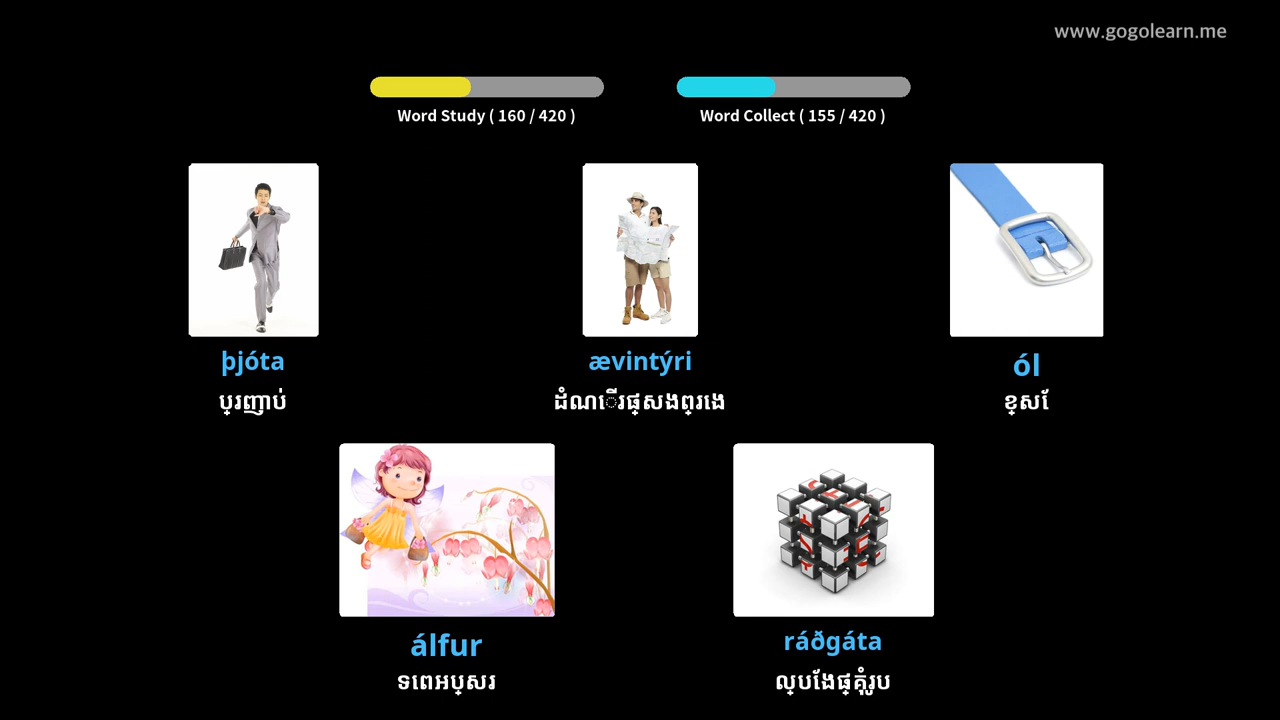 www.gogolearn.me
Word Study ( 160 / 420 )
Word Collect ( 155 / 420 )
þjóta
ប្រញាប់
ævintýri
ដំណើរផ្សងព្រេង
ól
ខ្សែ
álfur
ទេពអប្សរ
ráðgáta
ល្បែងផ្គុំរូប